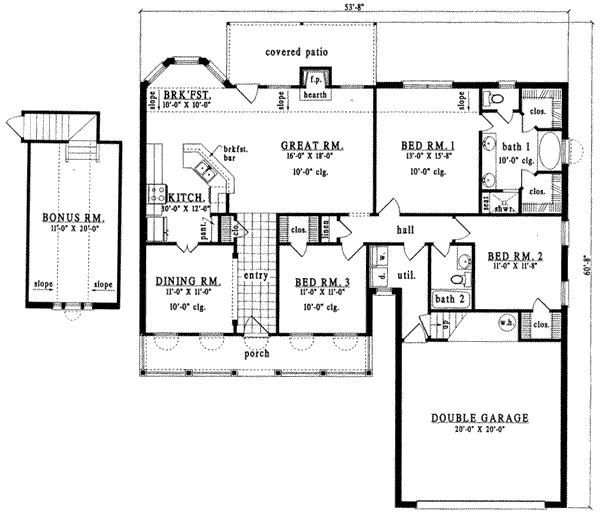 53'-8"
covered patio
f.p.
hearth
slope
BRK'FST.
10'-0" X 10'-0"
slope
slope
clos.
brkfst.
bar
GREAT RM.
16'-0" X 18'-0"
10'-0" clg.
BED RM. 1
13'-0" X 15'-8"
10'-0" clg.
bath 1
10'-0" clg.
clos.
seat
shwr.
KITCH.
10'-0" X 12'-0"
pant.
clo.
clos.
linen
hall
BONUS RM.
11'-0" X 20'-0"
slope
slope
DINING RM.
11'-0" X 11'-0"
10'-0" clg.
entry
BED RM. 3
11'-0" X 11'-0"
10'-0" clg.
w.
d.
util.
bath 2
BED RM. 2
11'-0" X 11'-8"
60'-8"
up
w.h.
clos.
porch
DOUBLE GARAGE
20'-0" X 20'-0"